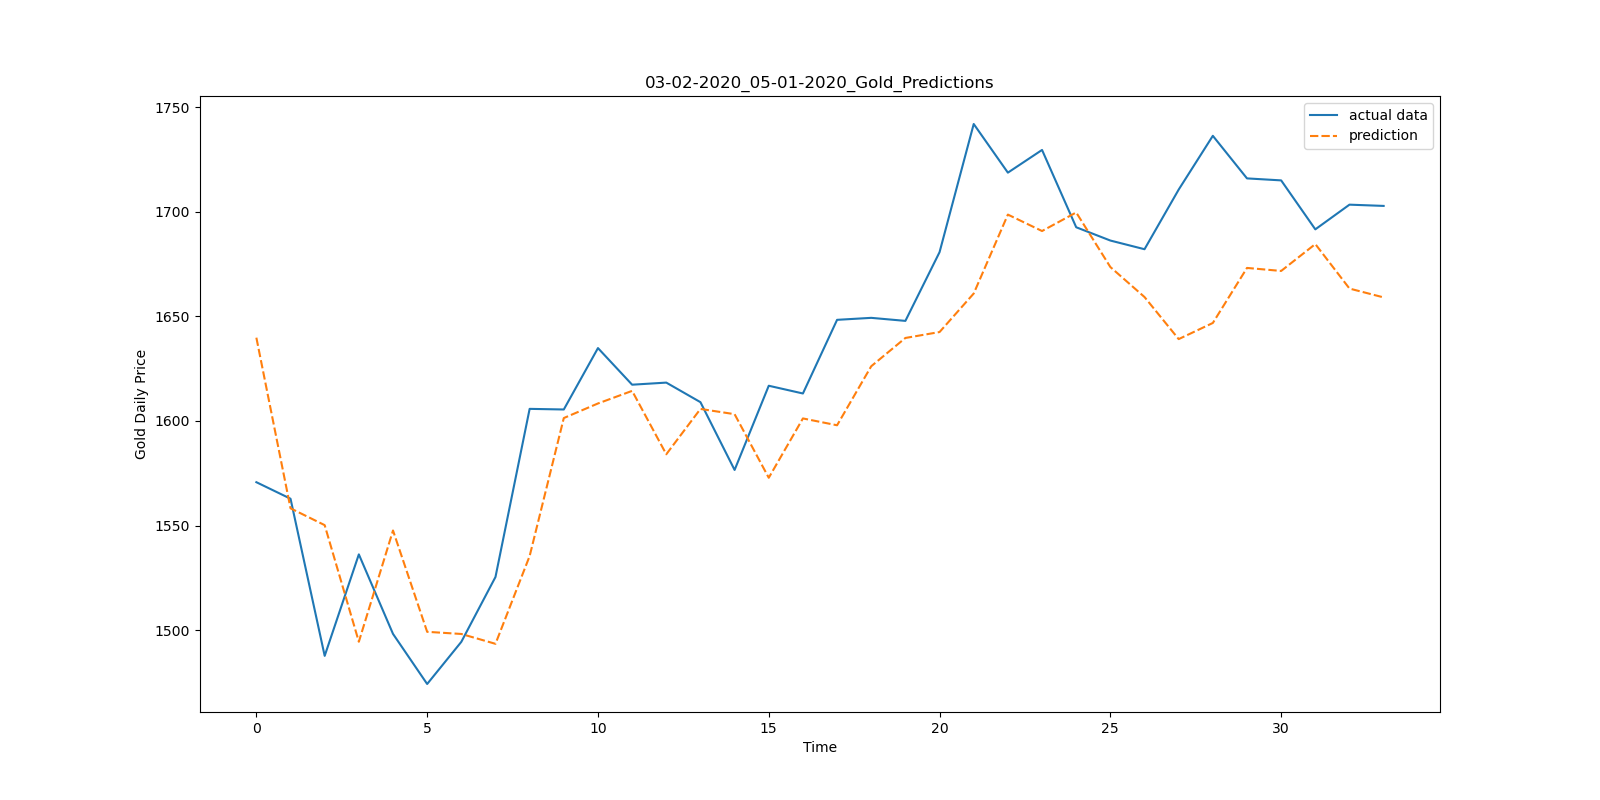 03-02-2020_05-01-2020_Gold_Predictions
actual data
prediction
1750
1700
1650
1600
1550
1500
Gold Daily Price
0 5 10 15 20 25 30
Time